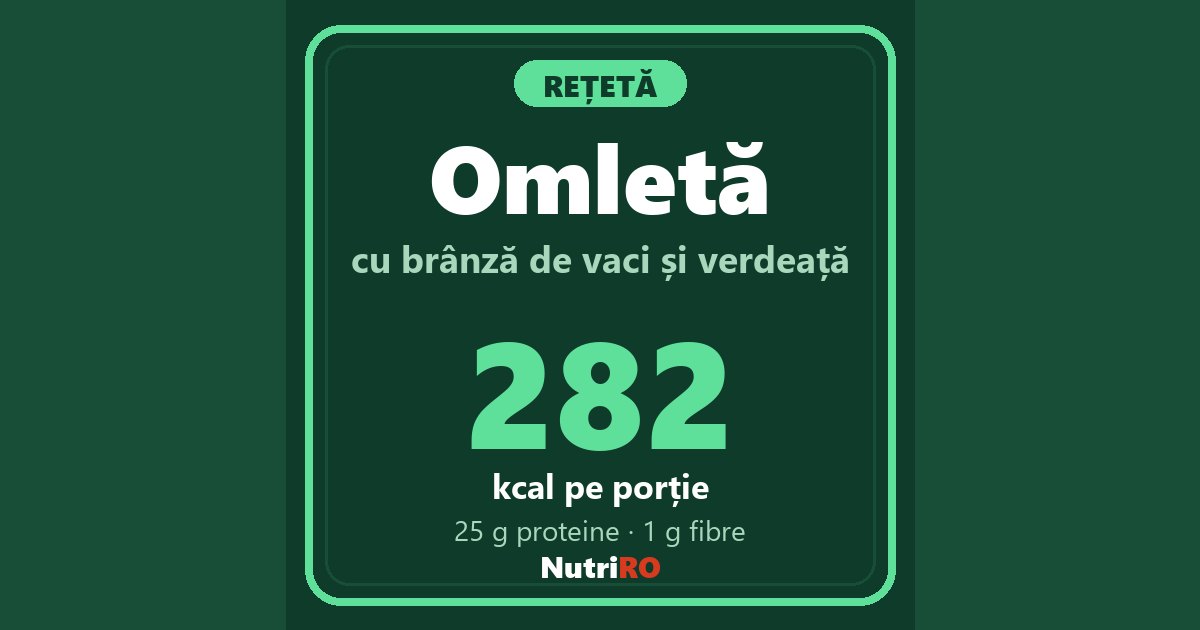 REȚETĂ
Omletă
cu brânză de vaci și verdeață
282
kcal pe porție
25 g proteine · 1 g fibre
NutriRO